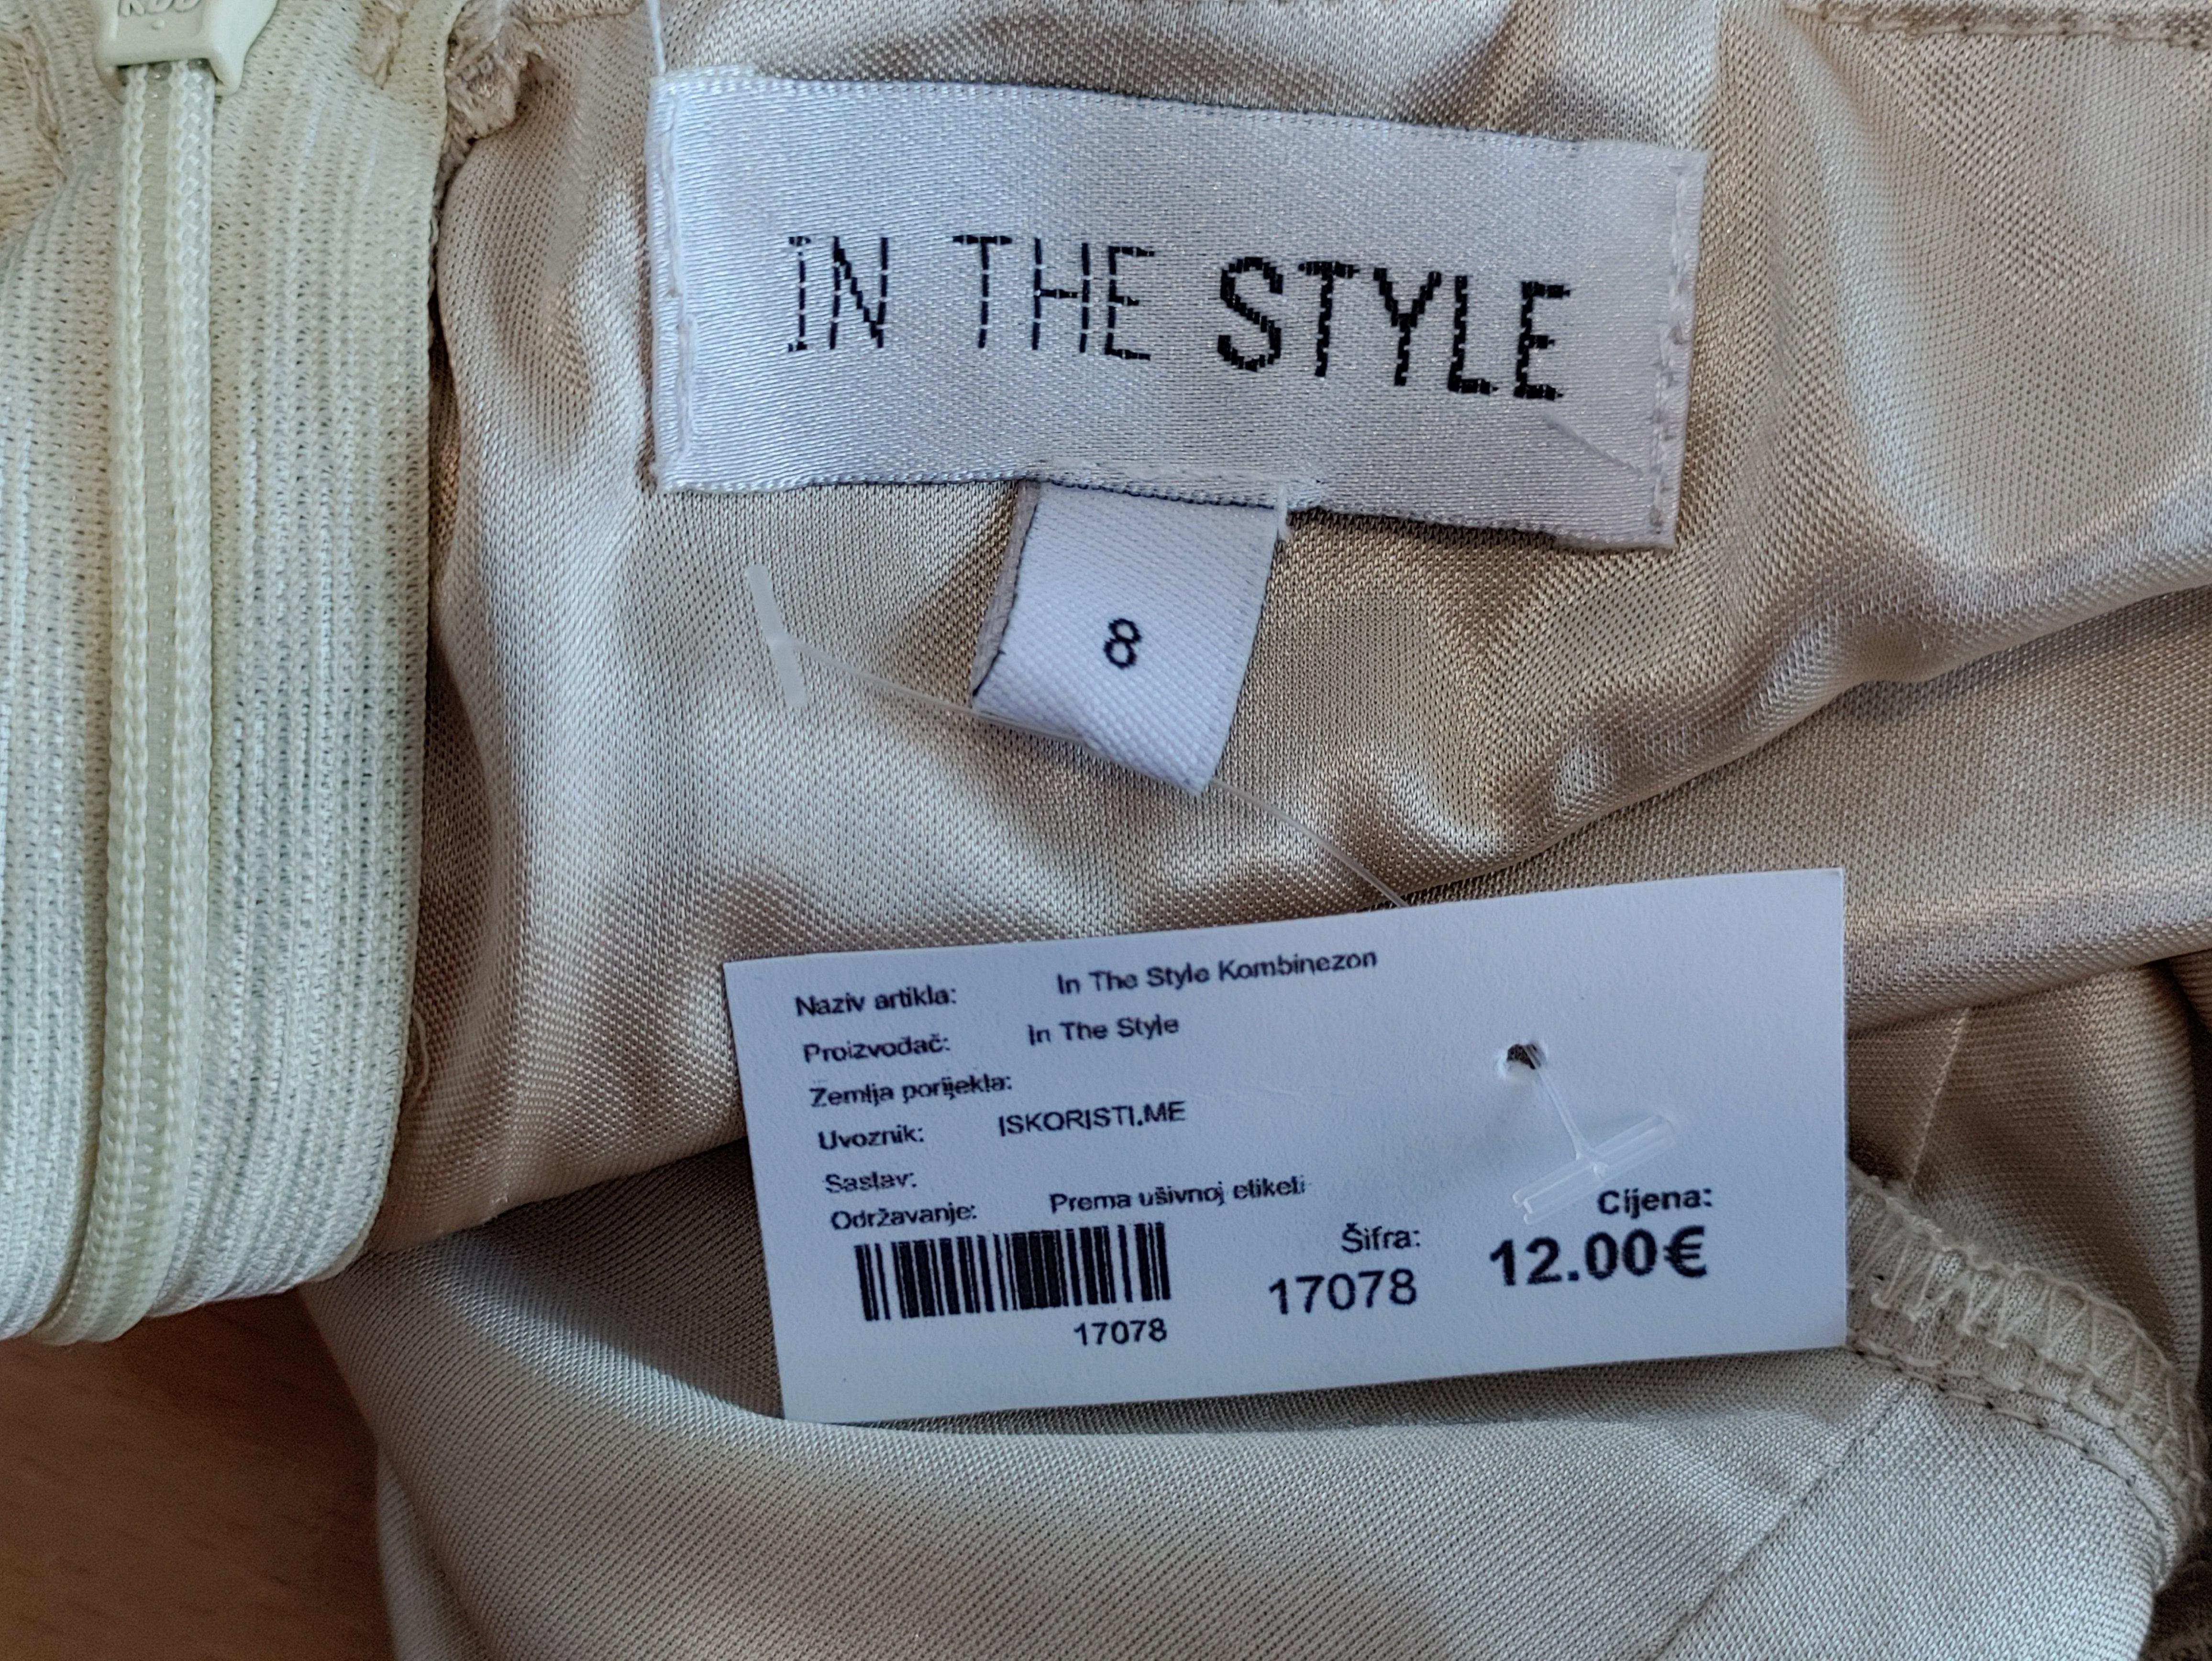 IN THE STYLE
8
Naziv artikla: In The Style Kombinezon
Proizvođač: In The Style
Zemlja porijekla:
Uvoznik: ISKORISTI.ME
Sastav:
Održavanje: Prema ušivnoj etiketi
17078
Šifra:
17078
Cijena:
12.00€